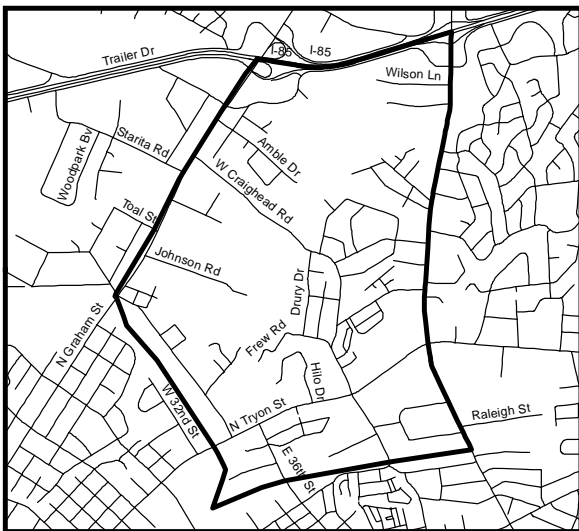 I-85
I-85
Trailer Dr
Wilson Ln
Starita Rd
Amble Dr
Woodpark Bv
W Craighead Rd
Toal St
Johnson Rd
Drury Dr
N Graham St
Frew Rd
Hilo Dr
W 32nd St
N Tryon St
Raleigh St
E 36th St